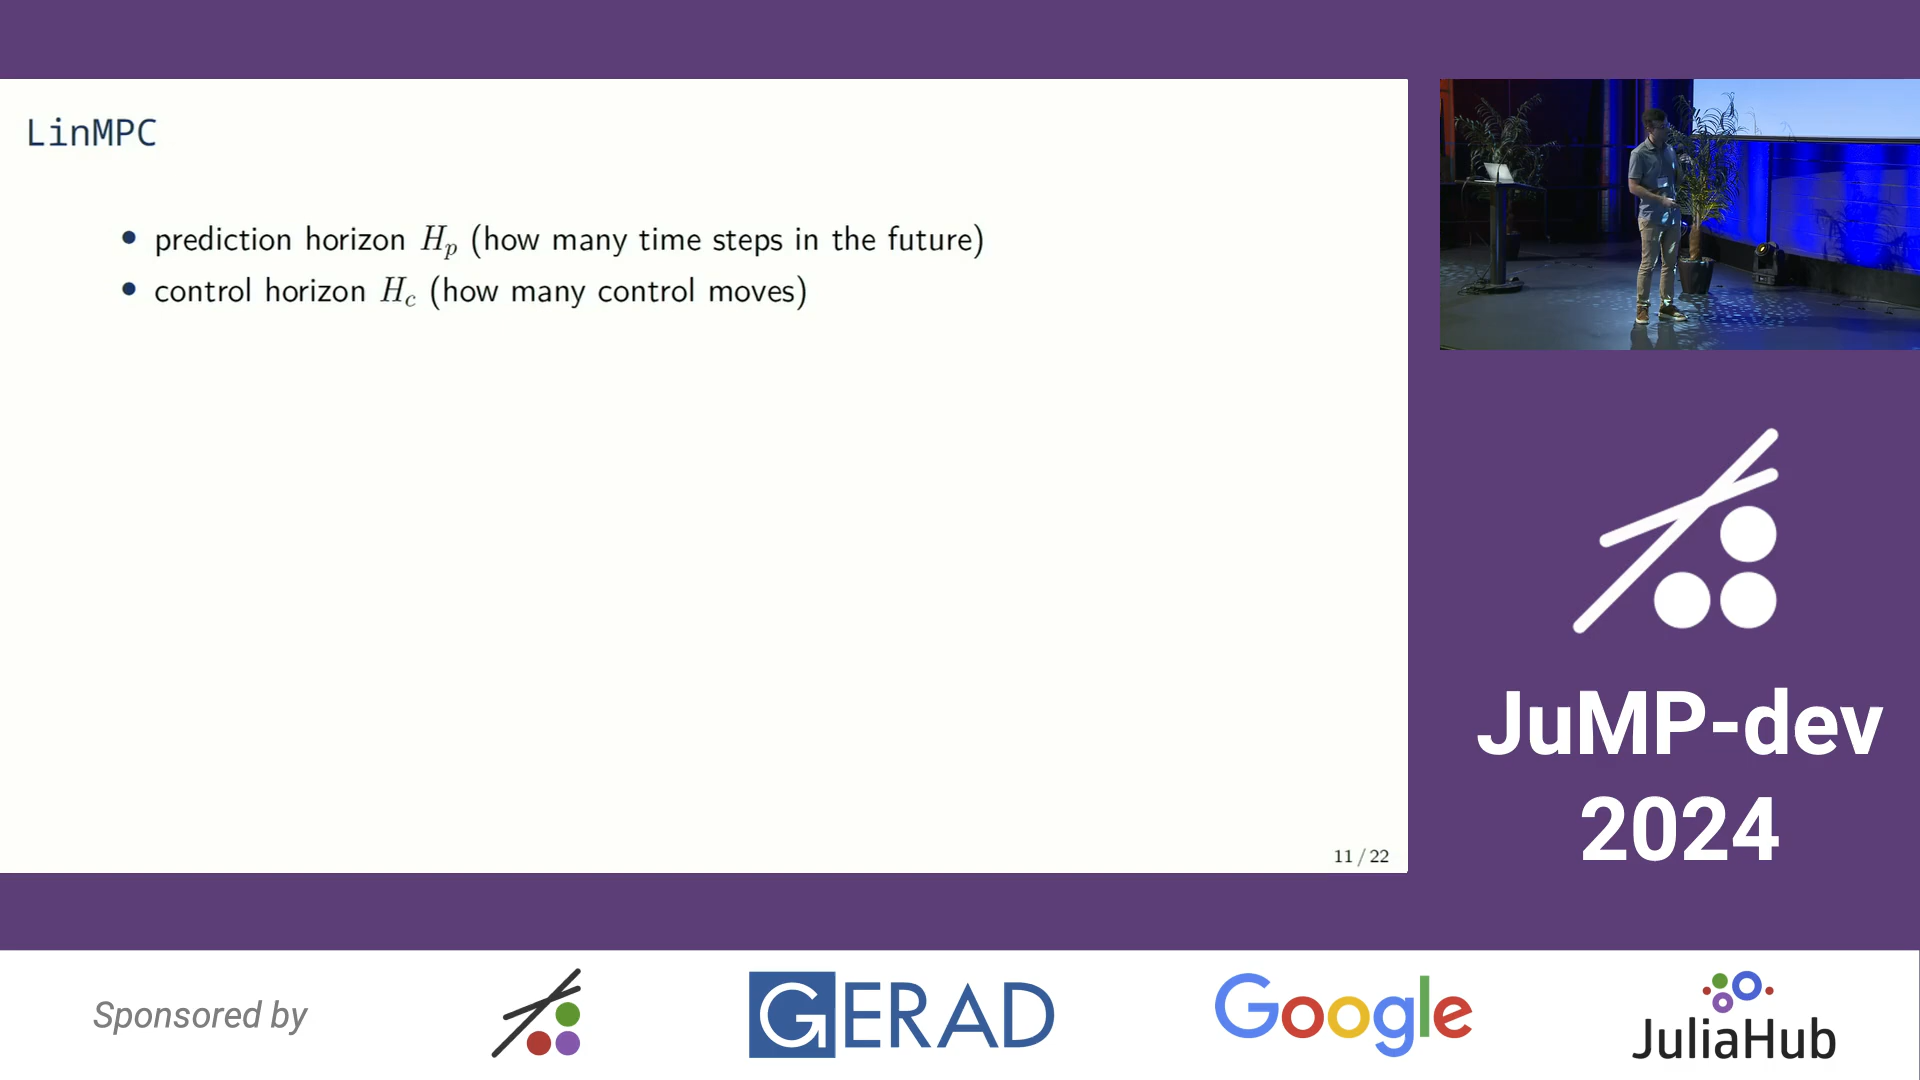 LinMPC
• prediction horizon H_p (how many time steps in the future)
• control horizon H_c (how many control moves)
11 / 22
JuMP-dev
2024
Sponsored by
GERAD
Google
JuliaHub